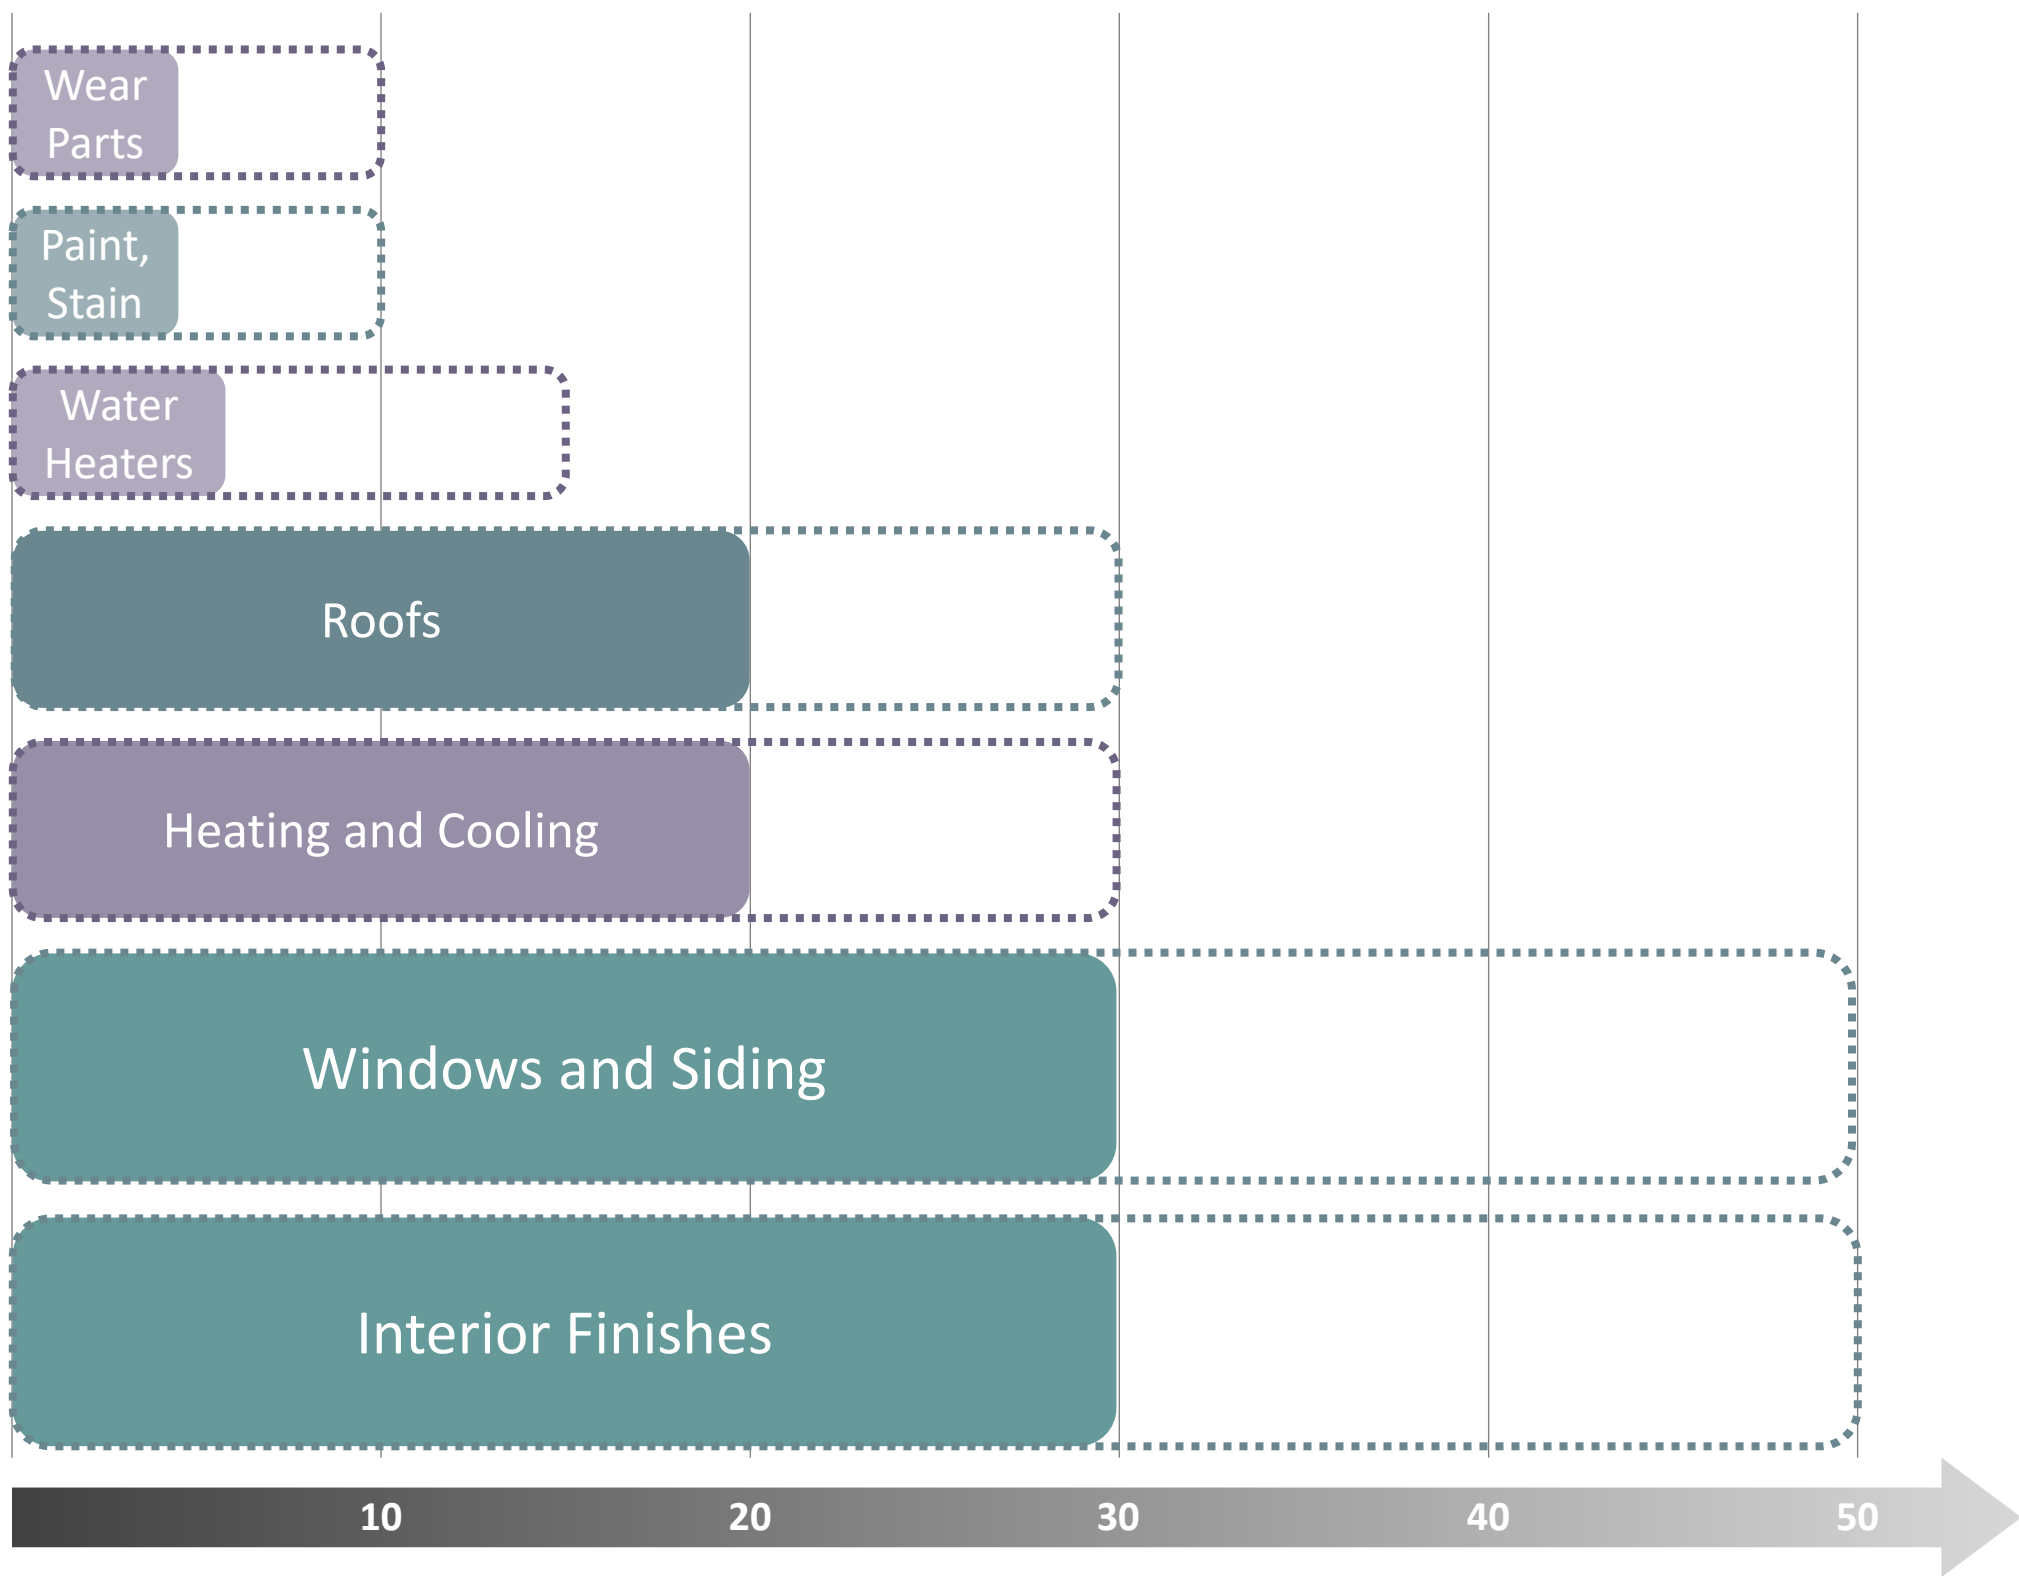 Wear
Parts
Paint,
Stain
Water
Heaters
Roofs
Heating and Cooling
Windows and Siding
Interior Finishes
10 20 30 40 50